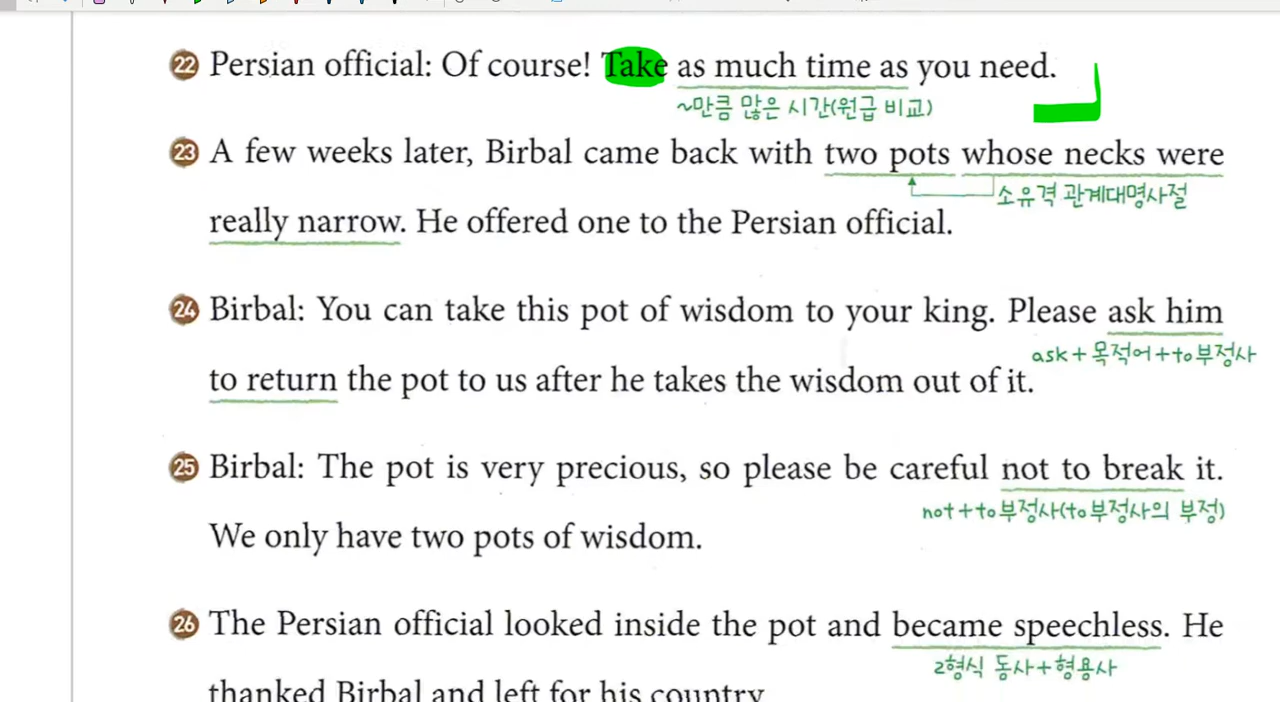 22 Persian official: Of course! Take as much time as you need.
~만큼 많은 시간(원급 비교)
23 A few weeks later, Birbal came back with two pots whose necks were
소유격 관계대명사절
really narrow. He offered one to the Persian official.
24 Birbal: You can take this pot of wisdom to your king. Please ask him
ask+목적어+to부정사
to return the pot to us after he takes the wisdom out of it.
25 Birbal: The pot is very precious, so please be careful not to break it.
not+to부정사(to부정사의 부정)
We only have two pots of wisdom.
26 The Persian official looked inside the pot and became speechless. He
2형식 동사+형용사
thanked Birbal and left for his country